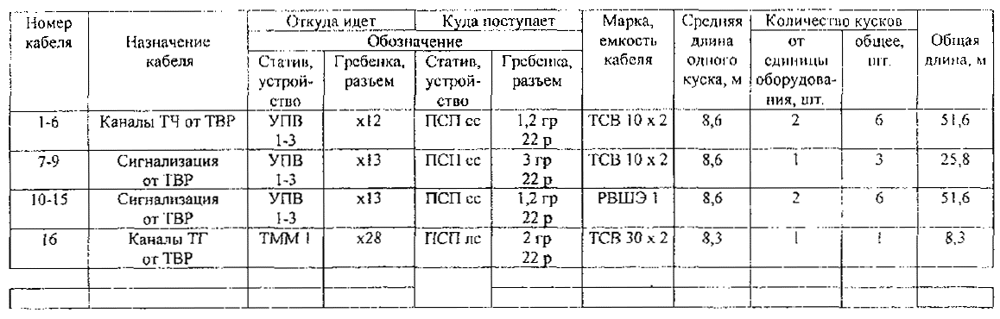 Номер кабеля | Назначение кабеля | Откуда идет | Куда поступает | Марка, емкость кабеля | Средняя длина одного куска, м | Количество кусков | Общая длина, м
Обозначение | от единицы оборудова-ния, шт. | общее, шт.
Статив, устрой-ство | Гребенка, разъем | Статив, устрой-ство | Гребенка, разъем
1-6 | Каналы ТЧ от ТВР | УПВ 1-3 | х12 | ПСП сс | 1,2 гр 22 р | ТСВ 10 х 2 | 8,6 | 2 | 6 | 51,6
7-9 | Сигнализация от ТВР | УПВ 1-3 | х13 | ПСП сс | 3 гр 22 р | ТСВ 10 х 2 | 8,6 | 1 | 3 | 25,8
10-15 | Сигнализация от ТВР | УПВ 1-3 | х13 | ПСП сс | 1,2 гр 22 р | РВШЭ 1 | 8,6 | 2 | 6 | 51,6
16 | Каналы ТГ от ТВР | ТММ 1 | х28 | ПСП лс | 2 гр 22 р | ТСВ 30 х 2 | 8,3 | 1 | 1 | 8,3